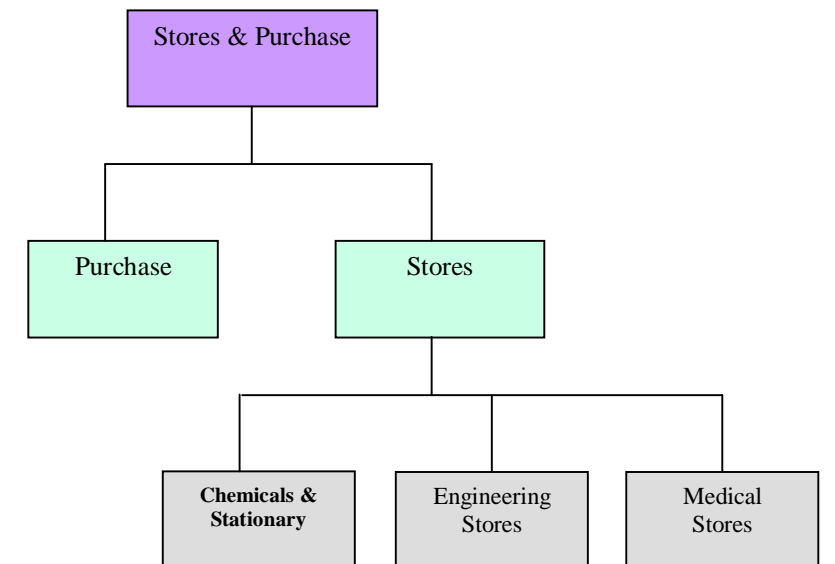 Stores & Purchase
Purchase
Stores
Chemicals &
Stationary
Engineering
Stores
Medical
Stores